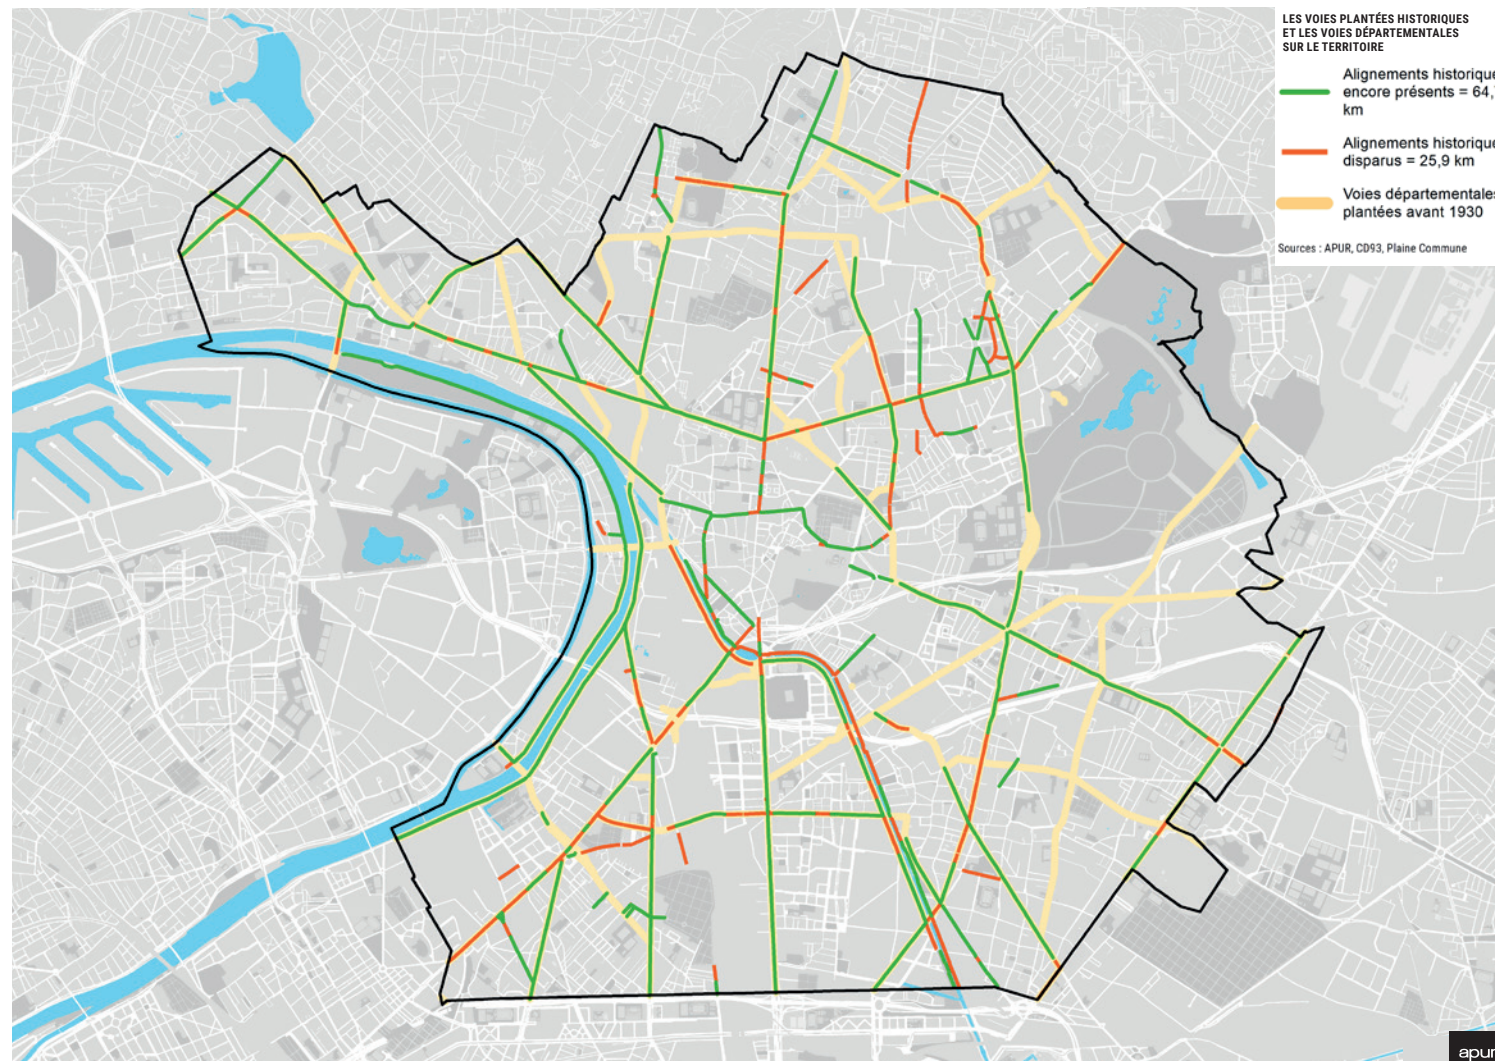 LES VOIES PLANTÉES HISTORIQUES
ET LES VOIES DÉPARTEMENTALES
SUR LE TERRITOIRE
Alignements historique
encore présents = 64,
km
Alignements historique
disparus = 25,9 km
Voies départementales
plantées avant 1930
Sources : APUR, CD93, Plaine Commune
apur